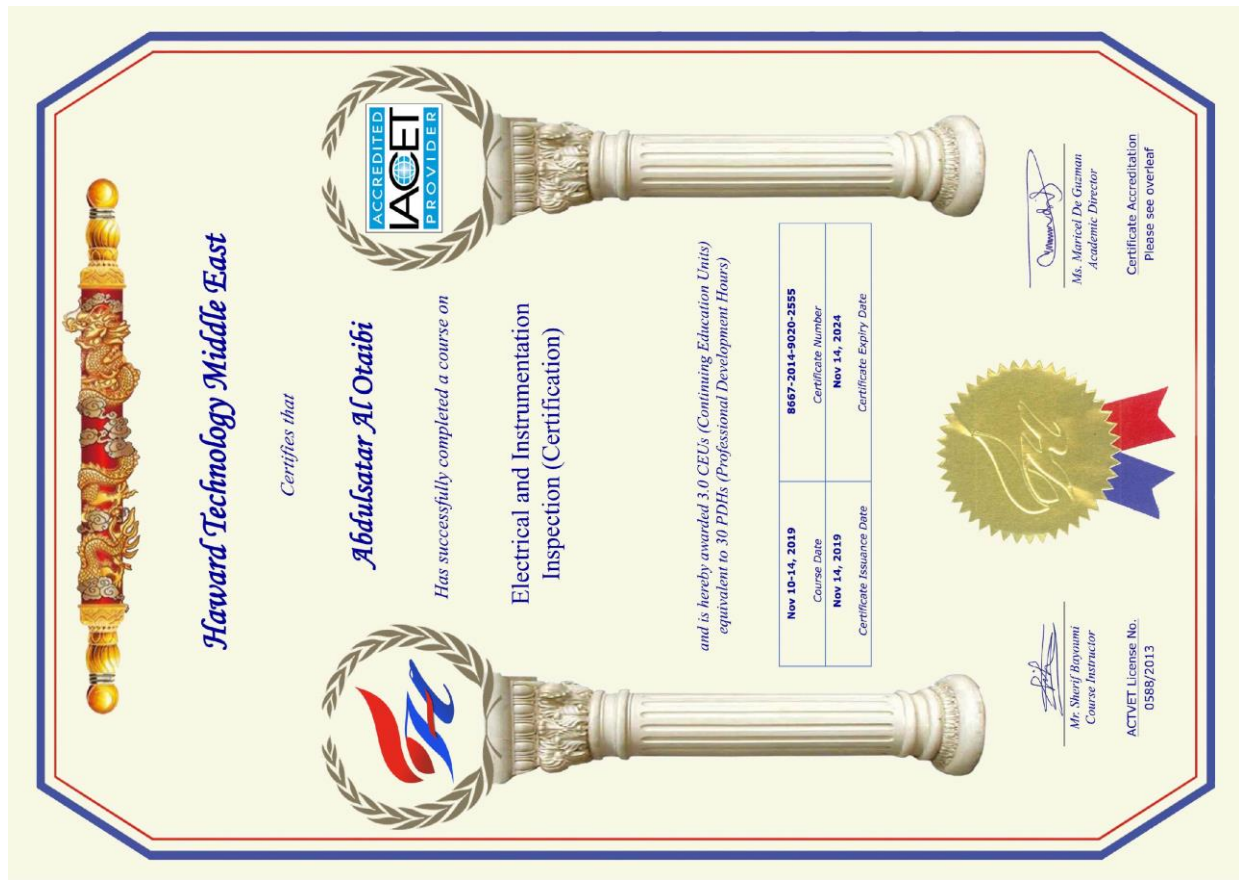 Haward Technology Middle East
Certifies that
Abdulsatar Al Otaibi
ACCREDITED
IACET
PROVIDER
Has successfully completed a course on
Electrical and Instrumentation
Inspection (Certification)
and is hereby awarded 3.0 CEUs (Continuing Education Units)
equivalent to 30 PDHs (Professional Development Hours)
Nov 10-14, 2019
8667-2014-9020-2555
Course Date
Certificate Number
Nov 14, 2019
Nov 14, 2024
Certificate Issuance Date
Certificate Expiry Date
Mr. Sherif Bayoumi
Course Instructor
ACTVET License No.
0588/2013
Ms. Maricel De Guzman
Academic Director
Certificate Accreditation
Please see overleaf